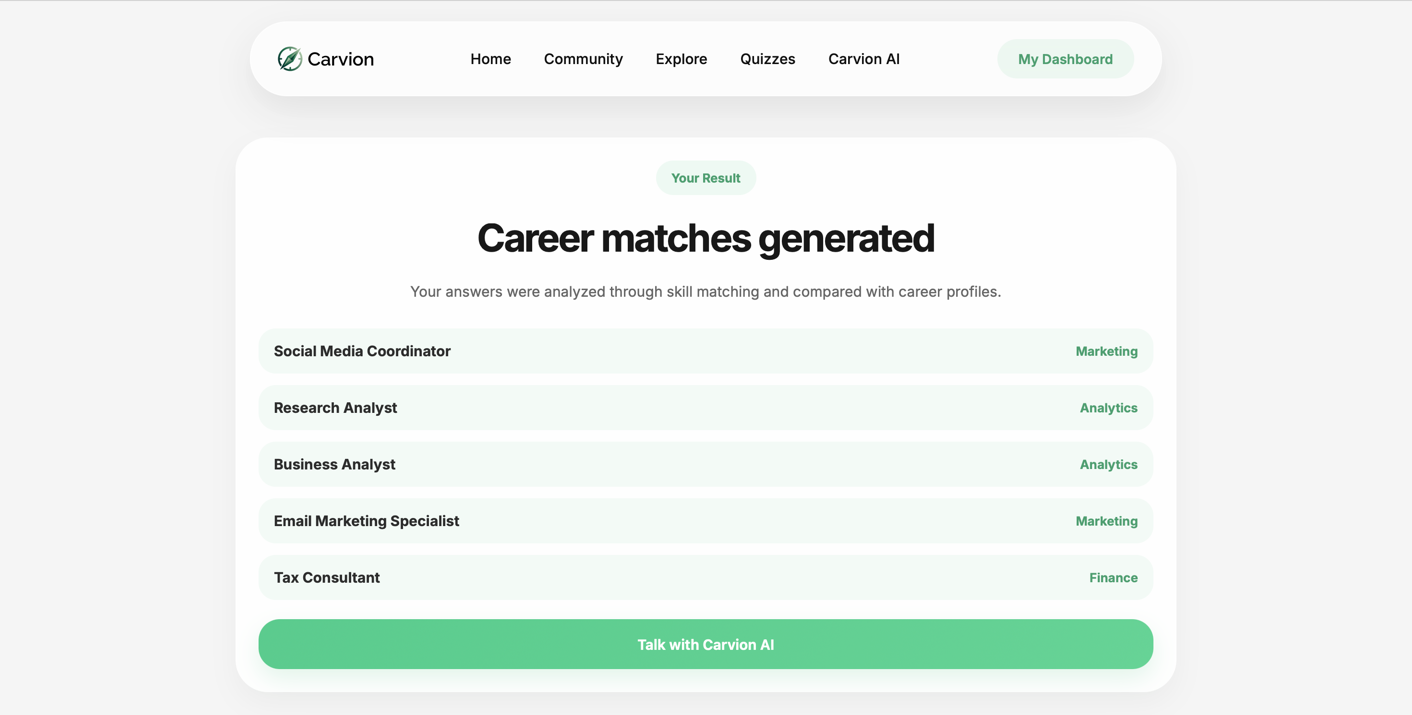 Carvion
Home
Community
Explore
Quizzes
Carvion AI
My Dashboard
Your Result
Career matches generated
Your answers were analyzed through skill matching and compared with career profiles.
Social Media Coordinator
Marketing
Research Analyst
Analytics
Business Analyst
Analytics
Email Marketing Specialist
Marketing
Tax Consultant
Finance
Talk with Carvion AI